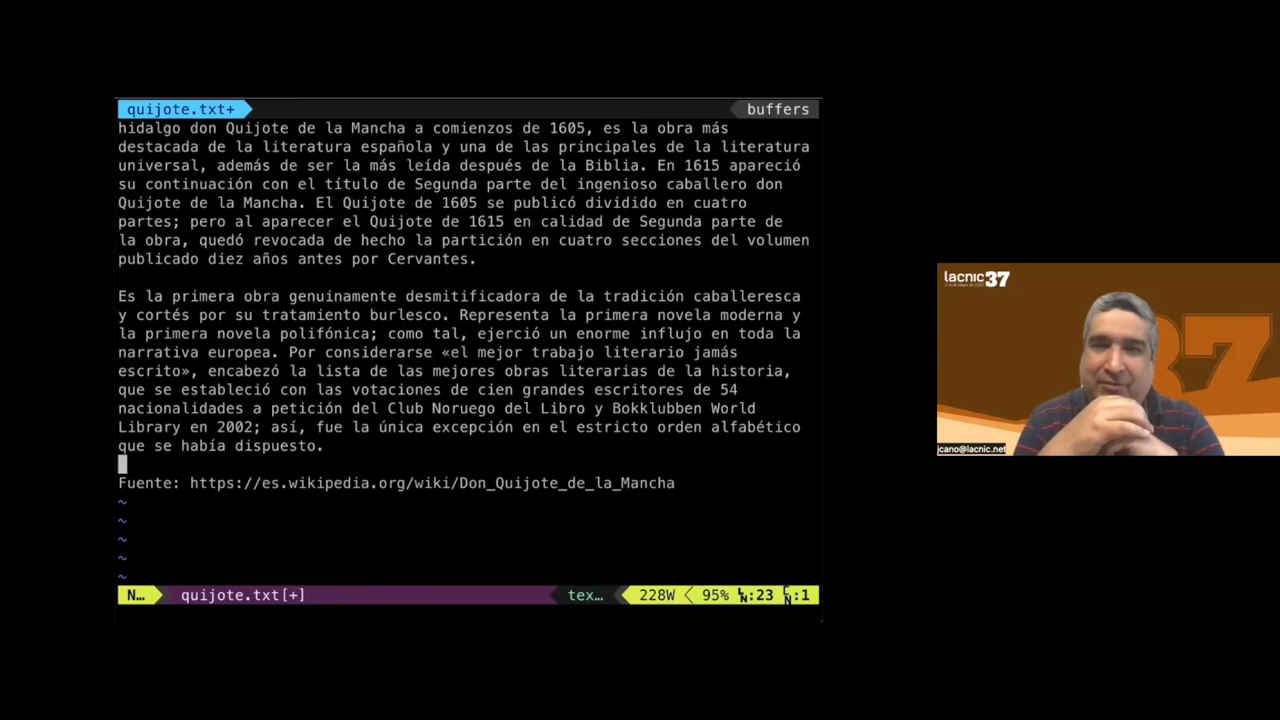 quijote.txt+
buffers
hidalgo don Quijote de la Mancha a comienzos de 1605, es la obra más
destacada de la literatura española y una de las principales de la literatura
universal, además de ser la más leída después de la Biblia. En 1615 apareció
su continuación con el título de Segunda parte del ingenioso caballero don
Quijote de la Mancha. El Quijote de 1605 se publicó dividido en cuatro
partes; pero al aparecer el Quijote de 1615 en calidad de Segunda parte de
la obra, quedó revocada de hecho la partición en cuatro secciones del volumen
publicado diez años antes por Cervantes.
Es la primera obra genuinamente desmitificadora de la tradición caballeresca
y cortés por su tratamiento burlesco. Representa la primera novela moderna y
la primera novela polifónica; como tal, ejerció un enorme influjo en toda la
narrativa europea. Por considerarse «el mejor trabajo literario jamás
escrito», encabezó la lista de las mejores obras literarias de la historia,
que se estableció con las votaciones de cien grandes escritores de 54
nacionalidades a petición del Club Noruego del Libro y Bokklubben World
Library en 2002; así, fue la única excepción en el estricto orden alfabético
que se había dispuesto.
Fuente: https://es.wikipedia.org/wiki/Don_Quijote_de_la_Mancha
~
~
~
~
~
N… quijote.txt[+] tex… 228W 95% LN:23 CN:1
lacnic37
37
jcano@lacnic.net